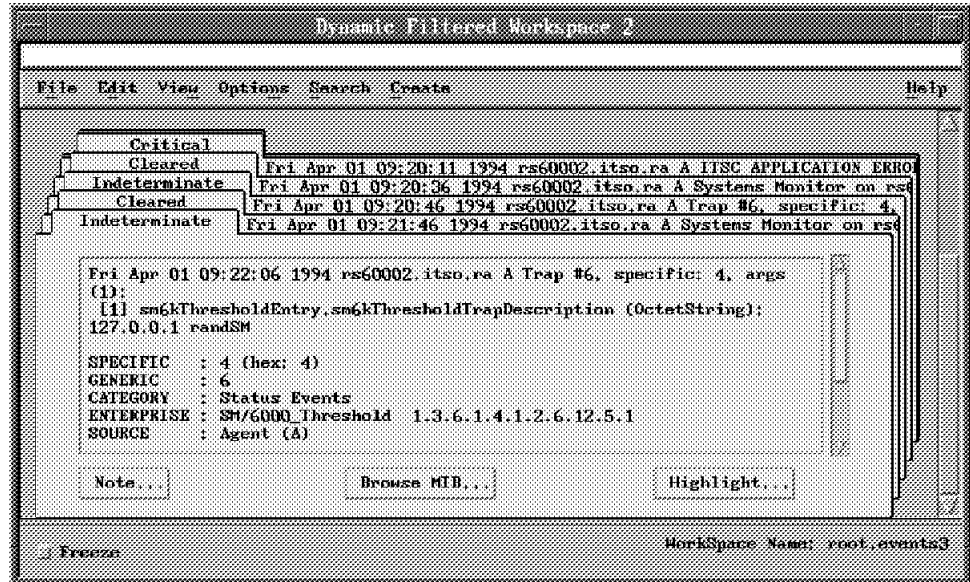 Dynamic Filtered Workspace 2
File Edit View Options Search Create Help
Critical
Cleared Fri Apr 01 09:20:11 1994 rs60002.itso.ra A ITSC APPLICATION ERRO
Indeterminate Fri Apr 01 09:20:36 1994 rs60002.itso.ra A Systems Monitor on rs6
Cleared Fri Apr 01 09:20:46 1994 rs60002.itso.ra A Trap #6, specific: 4,
Indeterminate Fri Apr 01 09:21:46 1994 rs60002.itso.ra A Systems Monitor on rs6
Fri Apr 01 09:22:06 1994 rs60002.itso.ra A Trap #6, specific: 4, args
(1):
[1] sm6kThresholdEntry.sm6kThresholdTrapDescription (OctetString):
127.0.0.1 randSM
SPECIFIC : 4 (hex: 4)
GENERIC : 6
CATEGORY : Status Events
ENTERPRISE : SM/6000_Threshold 1.3.6.1.4.1.2.6.12.5.1
SOURCE : Agent (A)
Note... Browse MIB... Highlight...
Freeze WorkSpace Name: root.events3